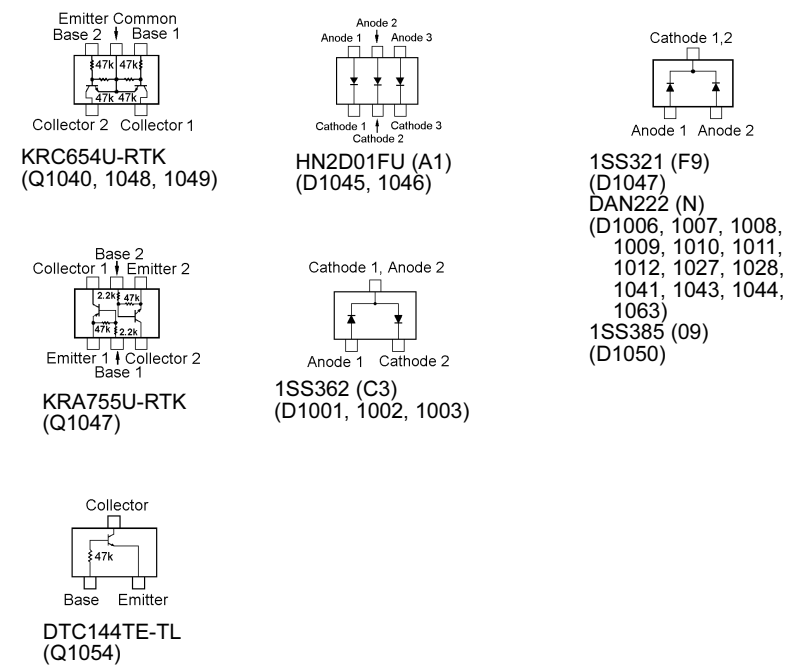 Emitter Common
Base 2 Base 1
47k 47k
47k 47k
Collector 2 Collector 1
KRC654U-RTK
(Q1040, 1048, 1049)
Anode 2
Anode 1 Anode 3
Cathode 1 Cathode 3
Cathode 2
HN2D01FU (A1)
(D1045, 1046)
Cathode 1,2
Anode 1 Anode 2
1SS321 (F9)
(D1047)
DAN222 (N)
(D1006, 1007, 1008,
1009, 1010, 1011,
1012, 1027, 1028,
1041, 1043, 1044,
1063)
1SS385 (09)
(D1050)
Base 2
Collector 1 Emitter 2
2.2k 47k
47k 2.2k
Emitter 1 Collector 2
Base 1
KRA755U-RTK
(Q1047)
Cathode 1, Anode 2
Anode 1 Cathode 2
1SS362 (C3)
(D1001, 1002, 1003)
Collector
47k
Base Emitter
DTC144TE-TL
(Q1054)